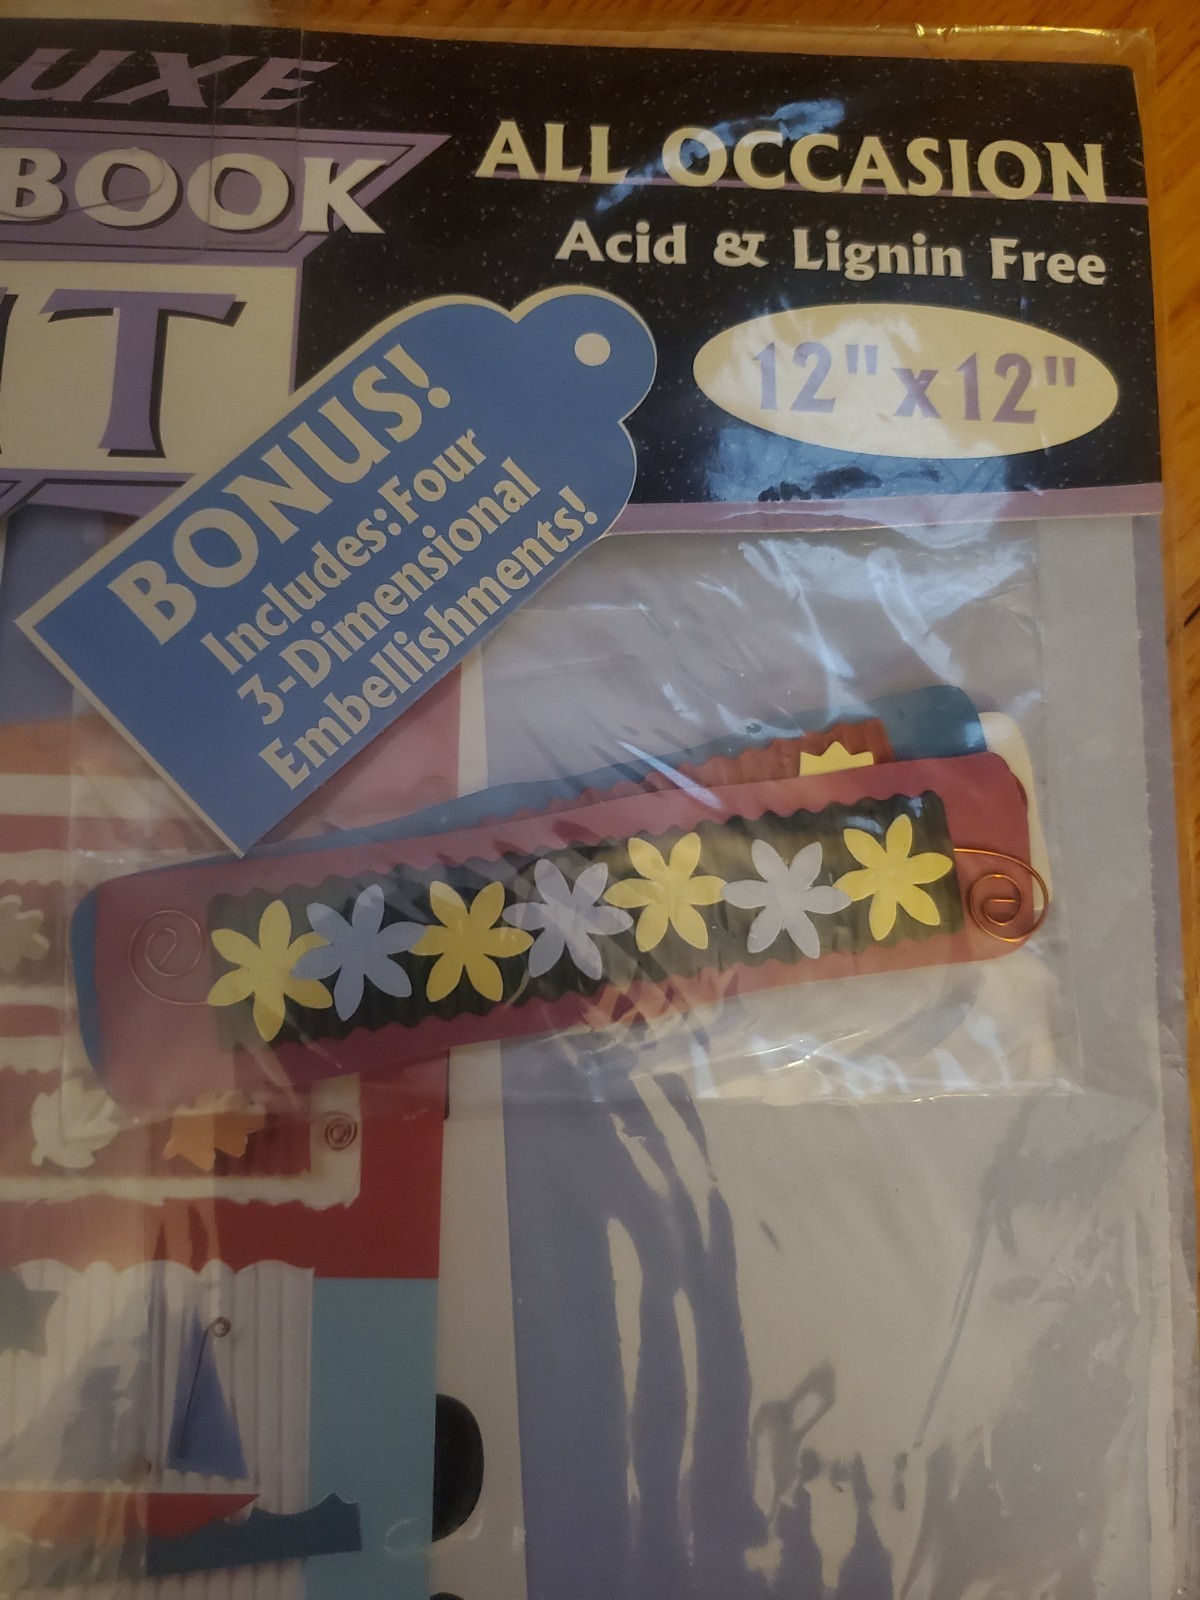 UXE
BOOK
IT
ALL OCCASION
Acid & Lignin Free
12" x 12"
BONUS!
Includes: Four
3-Dimensional
Embellishments!